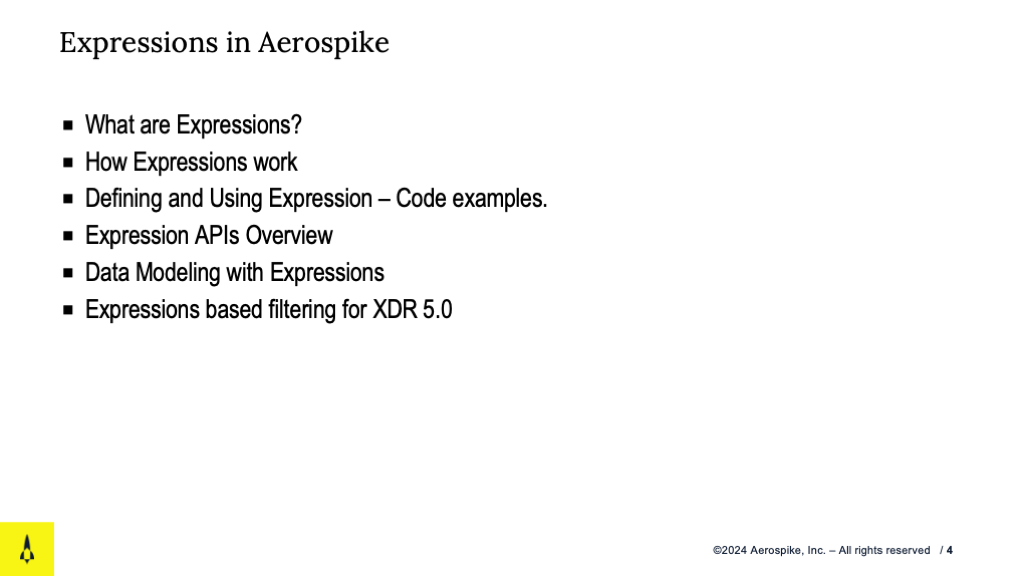 Expressions in Aerospike
▪ What are Expressions?
▪ How Expressions work
▪ Defining and Using Expression – Code examples.
▪ Expression APIs Overview
▪ Data Modeling with Expressions
▪ Expressions based filtering for XDR 5.0
©2024 Aerospike, Inc. – All rights reserved / 4